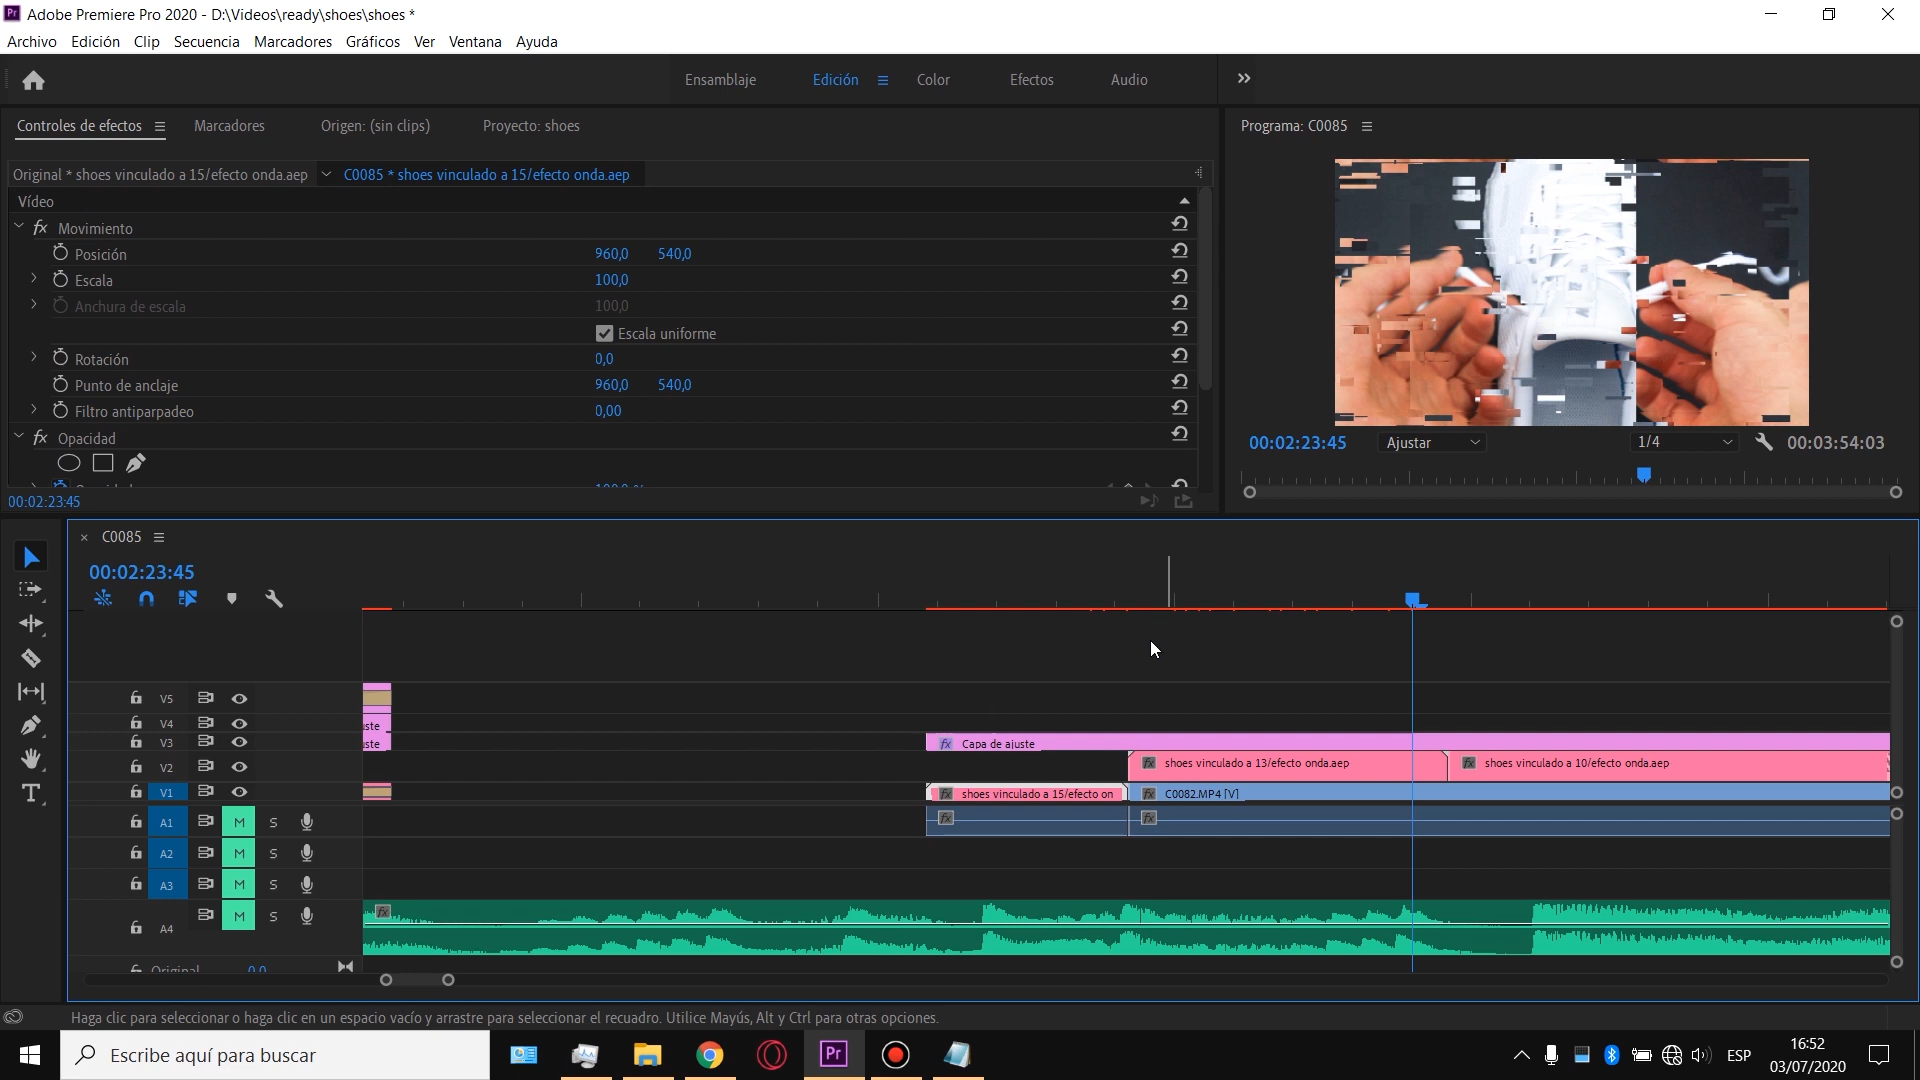 Adobe Premiere Pro 2020 - D:\Videos\ready\shoes\shoes *
Archivo Edición Clip Secuencia Marcadores Gráficos Ver Ventana Ayuda
Ensamblaje Edición Color Efectos Audio
Controles de efectos Marcadores Origen: (sin clips) Proyecto: shoes
Programa: C0085
Original * shoes vinculado a 15/efecto onda.aep C0085 * shoes vinculado a 15/efecto onda.aep
Vídeo
fx Movimiento
Posición 960,0 540,0
Escala 100,0
Anchura de escala 100,0
Escala uniforme
Rotación 0,0
Punto de anclaje 960,0 540,0
Filtro antiparpadeo 0,00
fx Opacidad
00:02:23:45
00:02:23:45 Ajustar 1/4 00:03:54:03
× C0085
00:02:23:45
V5
V4 ste
V3 ste fx Capa de ajuste
V2 fx shoes vinculado a 13/efecto onda.aep fx shoes vinculado a 10/efecto onda.aep
V1 fx shoes vinculado a 15/efecto on fx C0082.MP4 [V]
A1 M S fx fx
A2 M S
A3 M S
A4 M S fx
Original 0,0
Haga clic para seleccionar o haga clic en un espacio vacío y arrastre para seleccionar el recuadro. Utilice Mayús, Alt y Ctrl para otras opciones.
Escribe aquí para buscar
Pr
ESP
16:52
03/07/2020